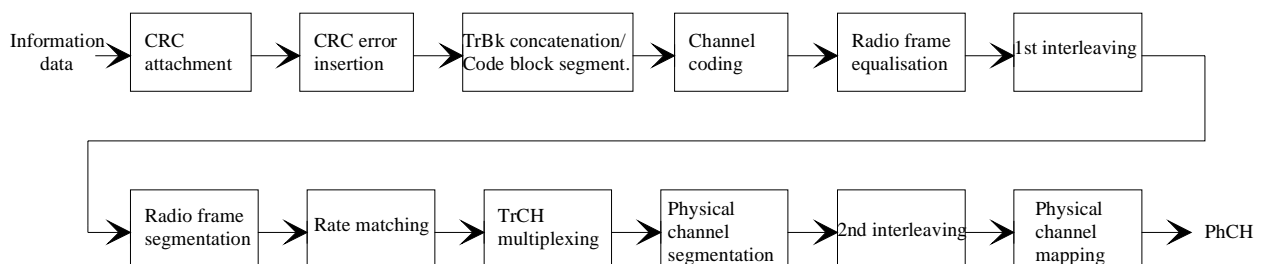 Information
data
CRC
attachment
CRC error
insertion
TrBk concatenation/
Code block segment.
Channel
coding
Radio frame
equalisation
1st interleaving
Radio frame
segmentation
Rate matching
TrCH
multiplexing
Physical
channel
segmentation
2nd interleaving
Physical
channel
mapping
PhCH